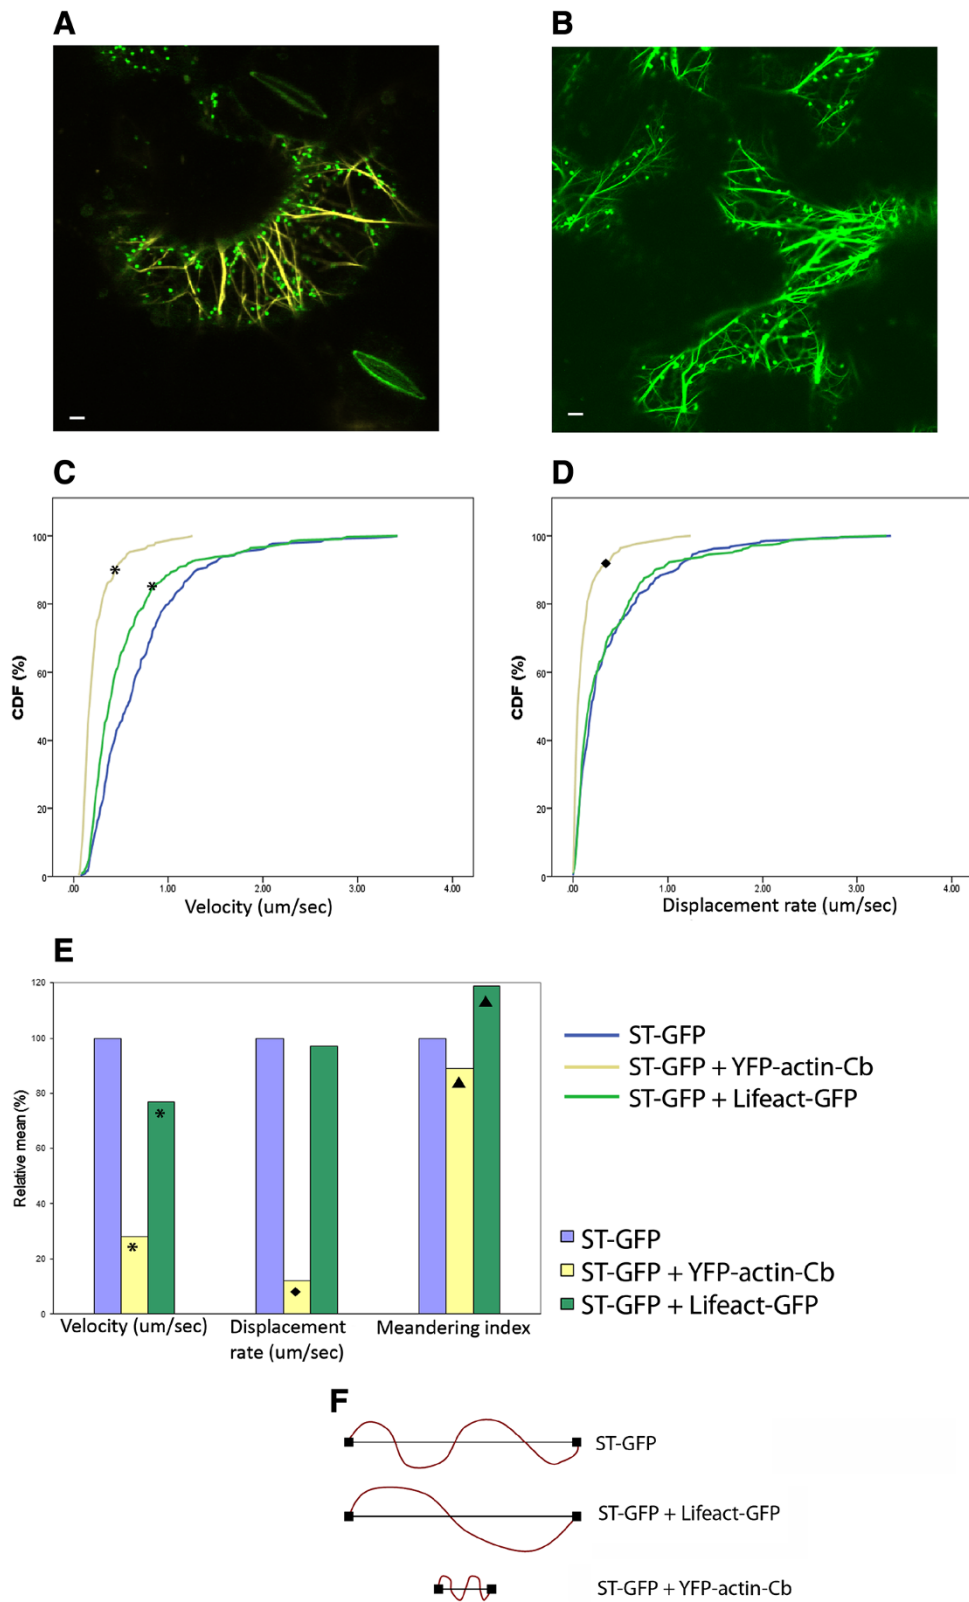 A
B
C
D
100
80
60
40
20
0
CDF (%)
.00 1.00 2.00 3.00 4.00
Velocity (um/sec)
100
80
60
40
20
0
CDF (%)
.00 1.00 2.00 3.00 4.00
Displacement rate (um/sec)
E
120
100
80
60
40
20
0
Relative mean (%)
Velocity (um/sec)
Displacement
rate (um/sec)
Meandering index
ST-GFP
ST-GFP + YFP-actin-Cb
ST-GFP + Lifeact-GFP
ST-GFP
ST-GFP + YFP-actin-Cb
ST-GFP + Lifeact-GFP
F
ST-GFP
ST-GFP + Lifeact-GFP
ST-GFP + YFP-actin-Cb